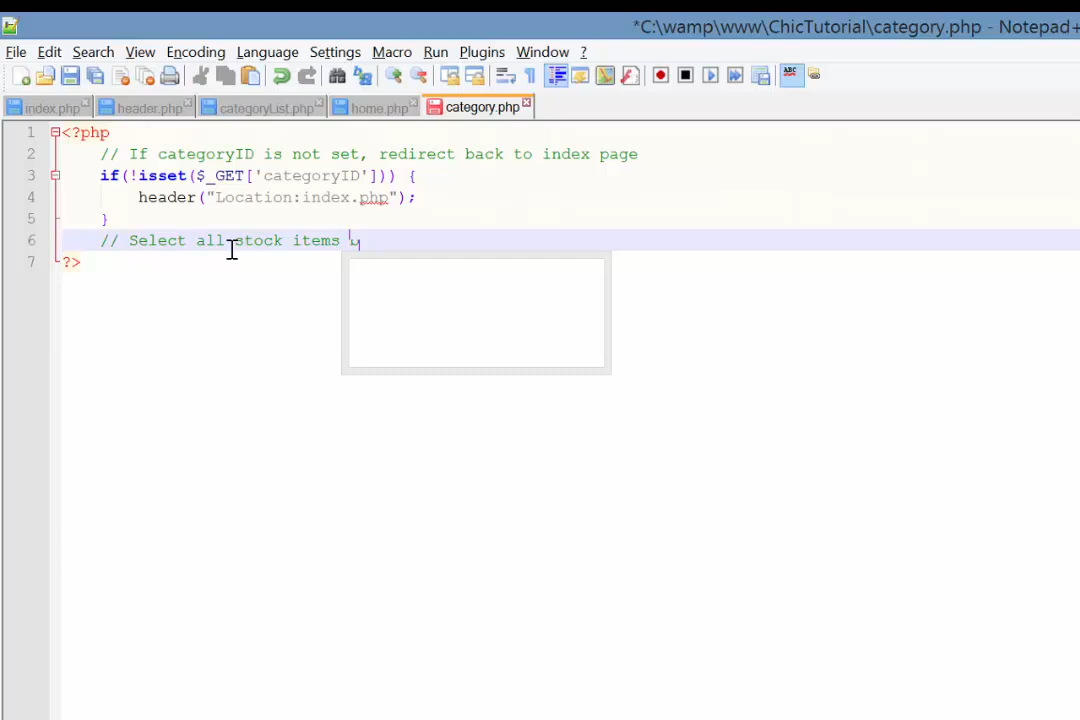 *C:\wamp\www\ChicTutorial\category.php - Notepad+
File Edit Search View Encoding Language Settings Macro Run Plugins Window ?
index.php header.php categoryList.php home.php category.php
1 <?php
2 // If categoryID is not set, redirect back to index page
3 if(!isset($_GET['categoryID'])) {
4 header("Location:index.php");
5 }
6 // Select all stock items
7 ?>